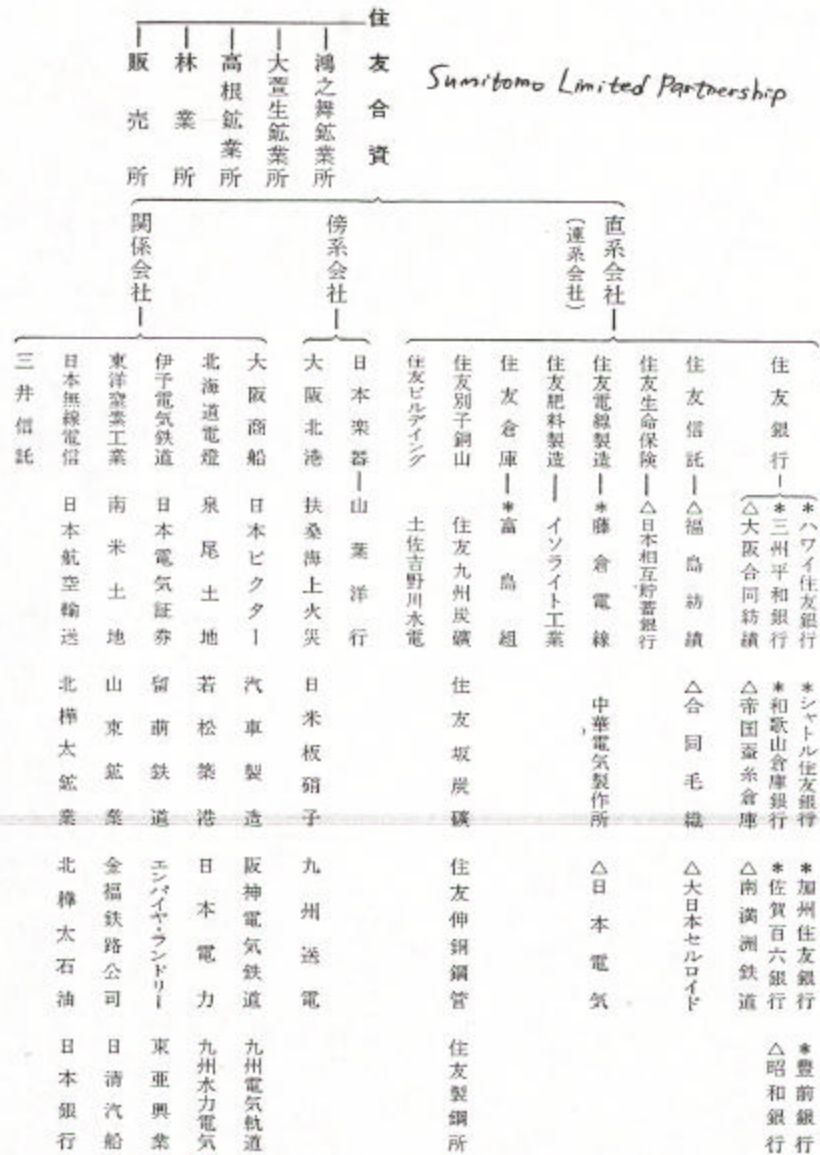 Sumitomo Limited Partnership
住友合資
鴻之舞鉱業所
大萱生鉱業所
高根鉱業所
林業所
販売所
直系会社
(連系会社)
傍系会社
関係会社
住友銀行
*ハワイ住友銀行
*シャトル住友銀行
*加州住友銀行
*豊前銀行
*三州平和銀行
*和歌山倉庫銀行
*佐賀百六銀行
△昭和銀行
△大阪合同紡績
△帝国蚕糸倉庫
△南満洲鉄道
住友信託
△福島紡績
△合同毛織
△大日本セルロイド
住友生命保険
△日本相互貯蓄銀行
住友電線製造
*藤倉電線
中華電気製作所
△日本電気
住友肥料製造
イソライト工業
住友倉庫
*富島組
住友別子銅山
住友九州炭礦
住友坂炭礦
住友伸銅鋼管
住友製鋼所
住友ビルデイング
土佐吉野川水電
日本楽器
山葉洋行
大阪北港
扶桑海上火災
日米板硝子
九州送電
大阪商船
日本ビクター
汽車製造
阪神電気鉄道
九州電気軌道
北海道電燈
泉尾土地
若松築港
日本電力
九州水力電気
伊予電気鉄道
日本電気証券
留萠鉄道
エンパイヤ・ランドリー
東亜興業
東洋窒業工業
南米土地
山東鉱業
金福鉄路公司
日清汽船
日本無線電信
日本航空輸送
北樺太鉱業
北樺太石油
日本銀行
三井信託